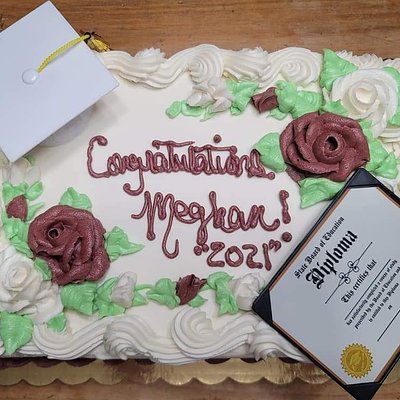 Congratulations
Meghan!
"2021"
State Board of Education
Diploma
This certifies that